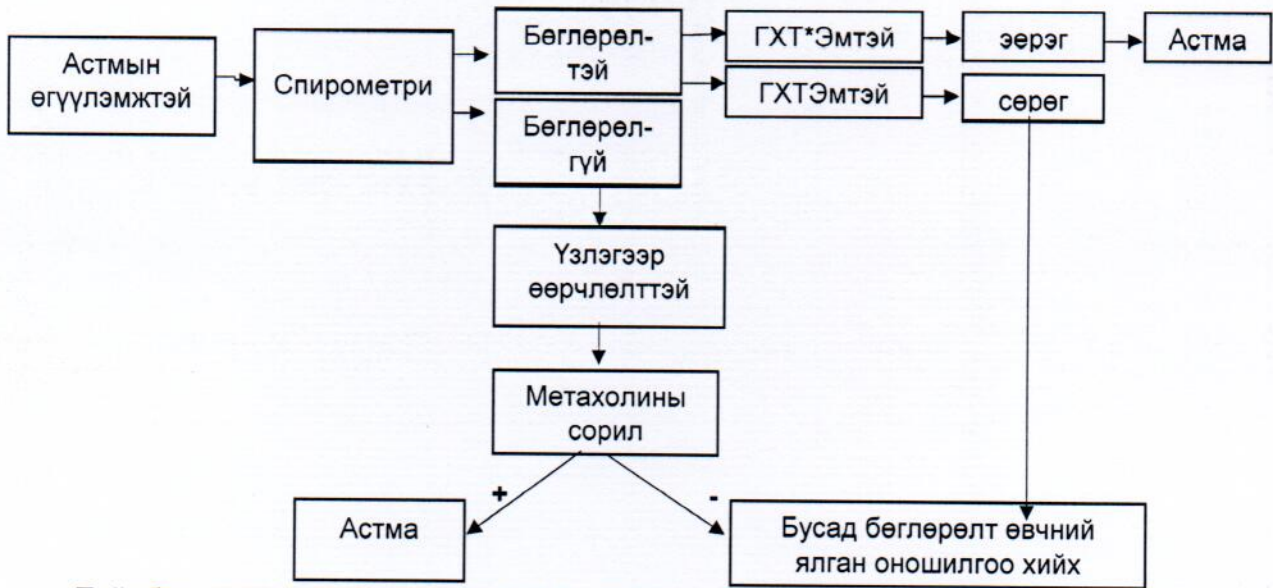 Астмын
өгүүлэмжтэй
Спирометри
Бөглөрөл-
тэй
ГХТ*Эмтэй
эөрэг
Астма
ГХТЭмтэй
сөрөг
Бөглөрөл-
гүй
Үзлэгээр
өөрчлөлттэй
Метахолины
сорил
+
-
Астма
Бусад бөглөрөлт өвчний
ялган оношилгоо хийх